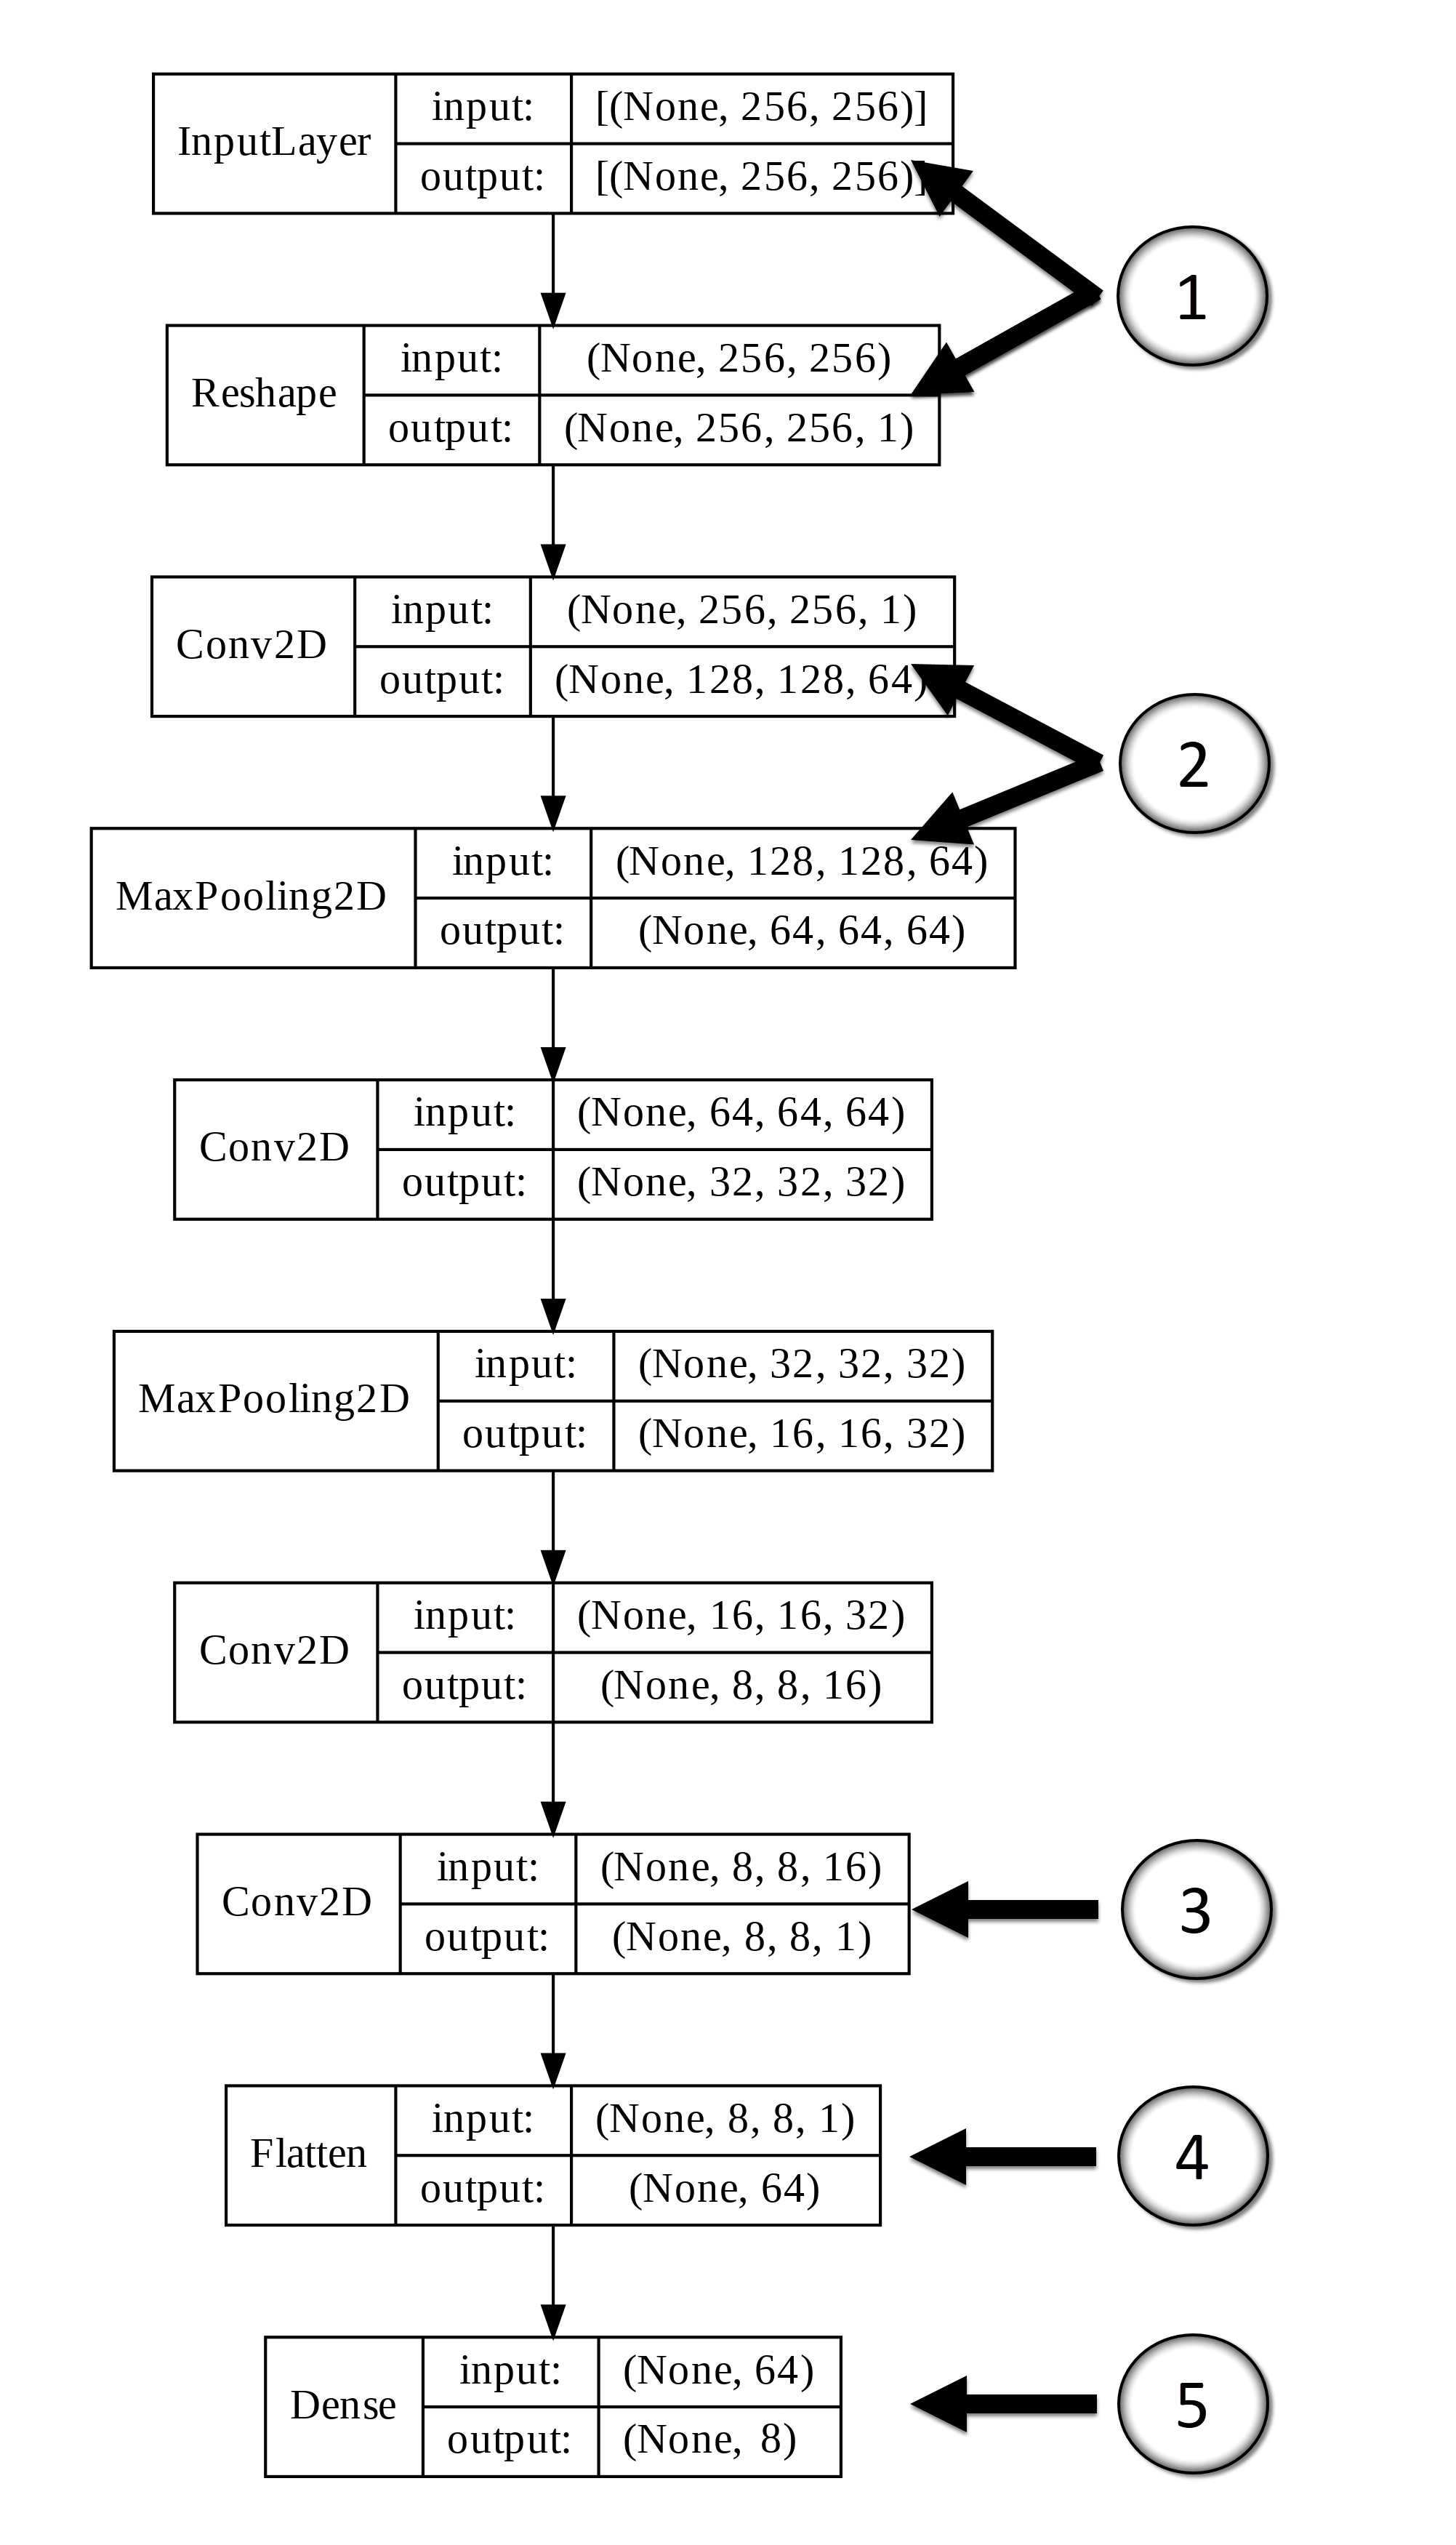 InputLayer
input:
[(None, 256, 256)]
output:
[(None, 256, 256)]
1
Reshape
input:
(None, 256, 256)
output:
(None, 256, 256, 1)
Conv2D
input:
(None, 256, 256, 1)
output:
(None, 128, 128, 64)
2
MaxPooling2D
input:
(None, 128, 128, 64)
output:
(None, 64, 64, 64)
Conv2D
input:
(None, 64, 64, 64)
output:
(None, 32, 32, 32)
MaxPooling2D
input:
(None, 32, 32, 32)
output:
(None, 16, 16, 32)
Conv2D
input:
(None, 16, 16, 32)
output:
(None, 8, 8, 16)
Conv2D
input:
(None, 8, 8, 16)
output:
(None, 8, 8, 1)
3
Flatten
input:
(None, 8, 8, 1)
output:
(None, 64)
4
Dense
input:
(None, 64)
output:
(None, 8)
5